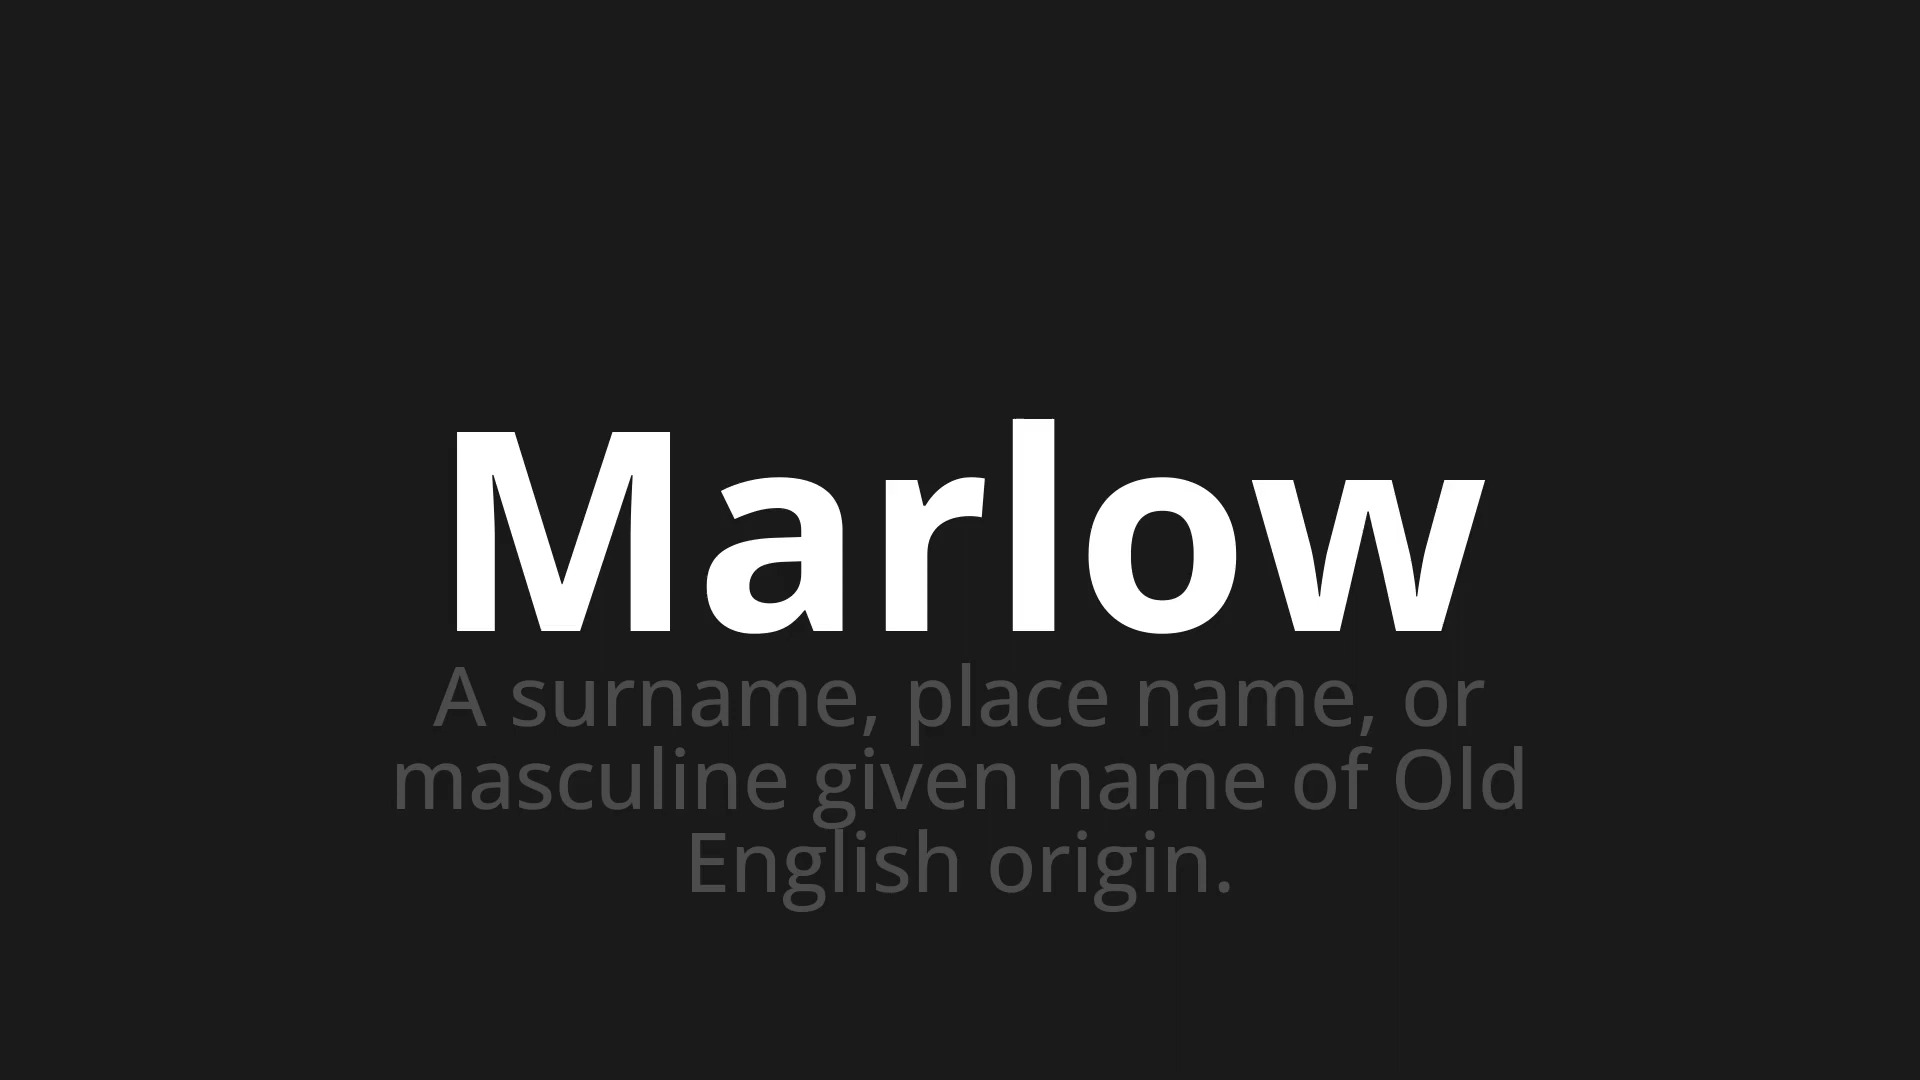 Marlow
A surname, place name, or
masculine given name of Old
English origin.